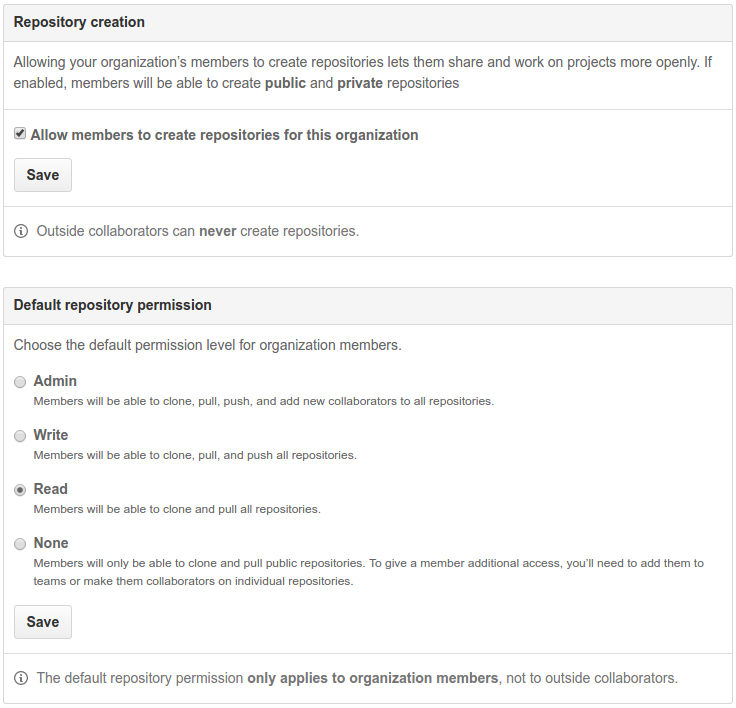 Repository creation
Allowing your organization’s members to create repositories lets them share and work on projects more openly. If
enabled, members will be able to create public and private repositories
Allow members to create repositories for this organization
Save
Outside collaborators can never create repositories.
Default repository permission
Choose the default permission level for organization members.
Admin
Members will be able to clone, pull, push, and add new collaborators to all repositories.
Write
Members will be able to clone, pull, and push all repositories.
Read
Members will be able to clone and pull all repositories.
None
Members will only be able to clone and pull public repositories. To give a member additional access, you’ll need to add them to
teams or make them collaborators on individual repositories.
Save
The default repository permission only applies to organization members, not to outside collaborators.